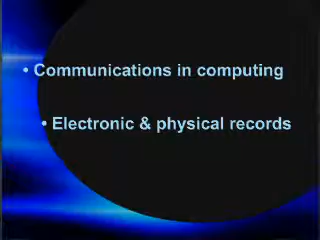 • Communications in computing
• Electronic & physical records